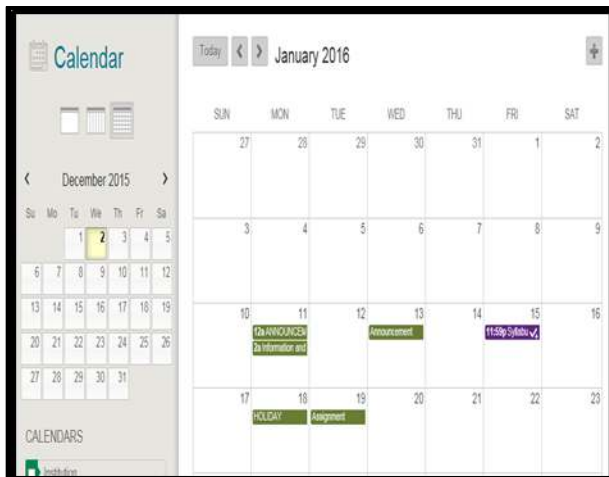 Calendar
December 2015
Su Mo Tu We Th Fr Sa
1 2 3 4 5
6 7 8 9 10 11 12
13 14 15 16 17 18 19
20 21 22 23 24 25 26
27 28 29 30 31
CALENDARS
Institution
Today
January 2016
SUN MON TUE WED THU FRI SAT
27 28 29 30 31 1 2
3 4 5 6 7 8 9
10 11 12 13 14 15 16
12a ANNOUNCEM Announcement 11:59p Syllabu
2a Information end
17 18 19 20 21 22 23
HOLIDAY Assignment